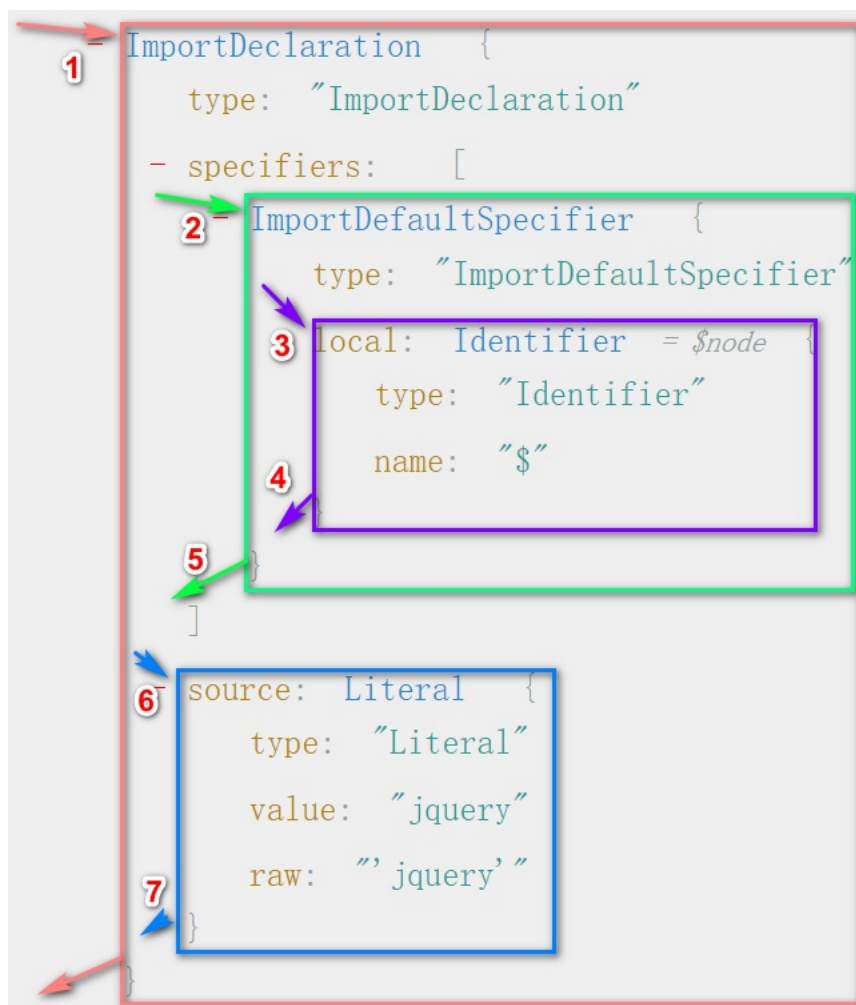 1 - ImportDeclaration {
type: "ImportDeclaration"
- specifiers: [
2 - ImportDefaultSpecifier {
type: "ImportDefaultSpecifier"
3 local: Identifier = $node {
type: "Identifier"
name: "$"
4 }
5 }
]
6 - source: Literal {
type: "Literal"
value: "jquery"
raw: "'jquery'"
7 }
}